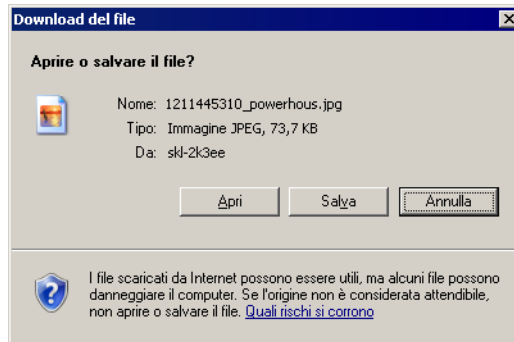 Download del file
Aprire o salvare il file?
Nome: 1211445310_powerhous.jpg
Tipo: Immagine JPEG, 73,7 KB
Da: skl-2k3ee
Apri Salva Annulla
I file scaricati da Internet possono essere utili, ma alcuni file possono
danneggiare il computer. Se l'origine non è considerata attendibile,
non aprire o salvare il file. Quali rischi si corrono